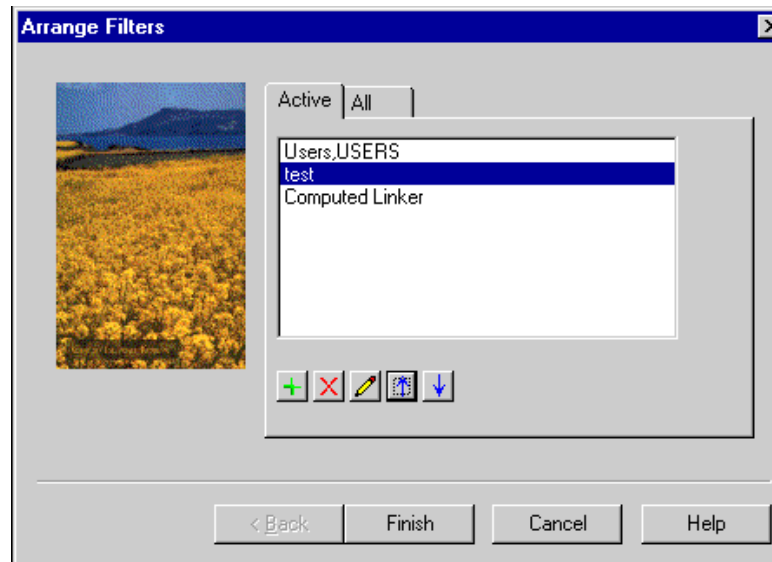 Arrange Filters
Active
All
Users,USERS
test
Computed Linker
< Back
Finish
Cancel
Help